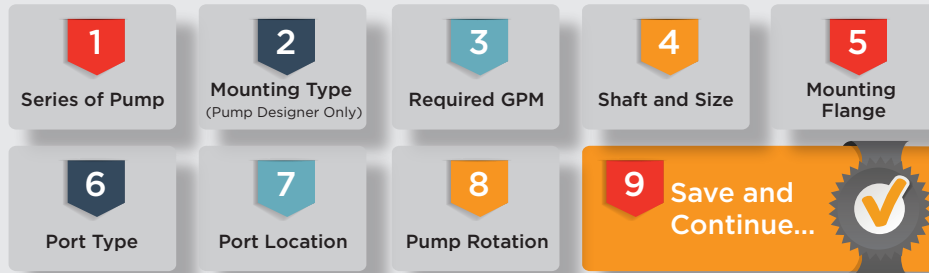 1
Series of Pump
2
Mounting Type
(Pump Designer Only)
3
Required GPM
4
Shaft and Size
5
Mounting
Flange
6
Port Type
7
Port Location
8
Pump Rotation
9
Save and
Continue...